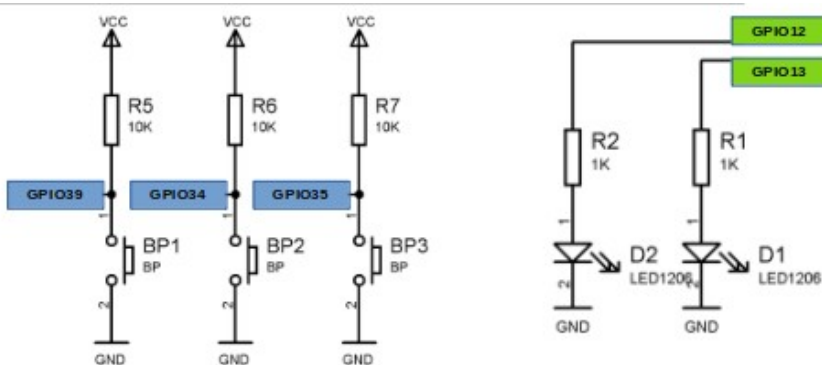 VCC VCC VCC
GPIO12
GPIO13
R5 R6 R7
10K 10K 10K
R2 R1
1K 1K
GPIO39 GPIO34 GPIO35
1 1 1
1 1
BP1 BP2 BP3
BP BP BP
D2 D1
LED1206 LED1206
2 2 2
2 2
GND GND
GND GND GND